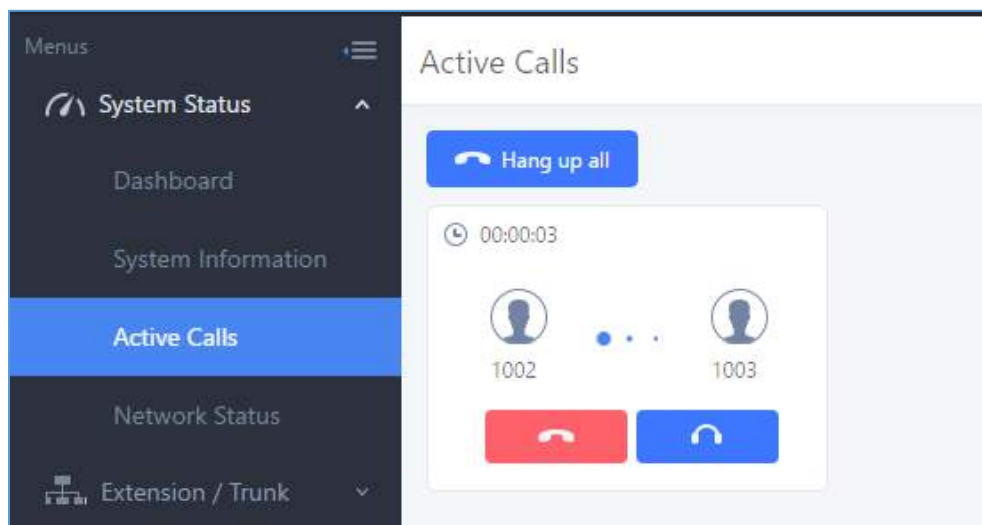 Menus
System Status
Dashboard
System Information
Active Calls
Network Status
Extension / Trunk
Active Calls
Hang up all
00:00:03
1002
1003